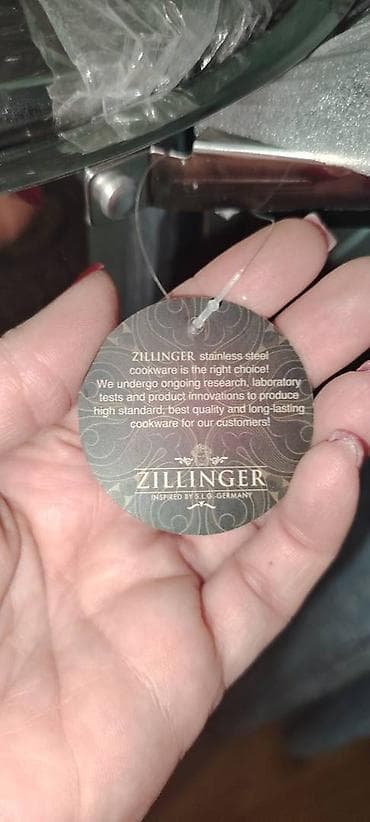 ZILLINGER stainless steel
cookware is the right choice!
We undergo ongoing research, laboratory
tests and product innovations to produce
high standard, best quality and long-lasting
cookware for our customers!
ZILLINGER
INSPIRED BY S.L.G.-GERMANY